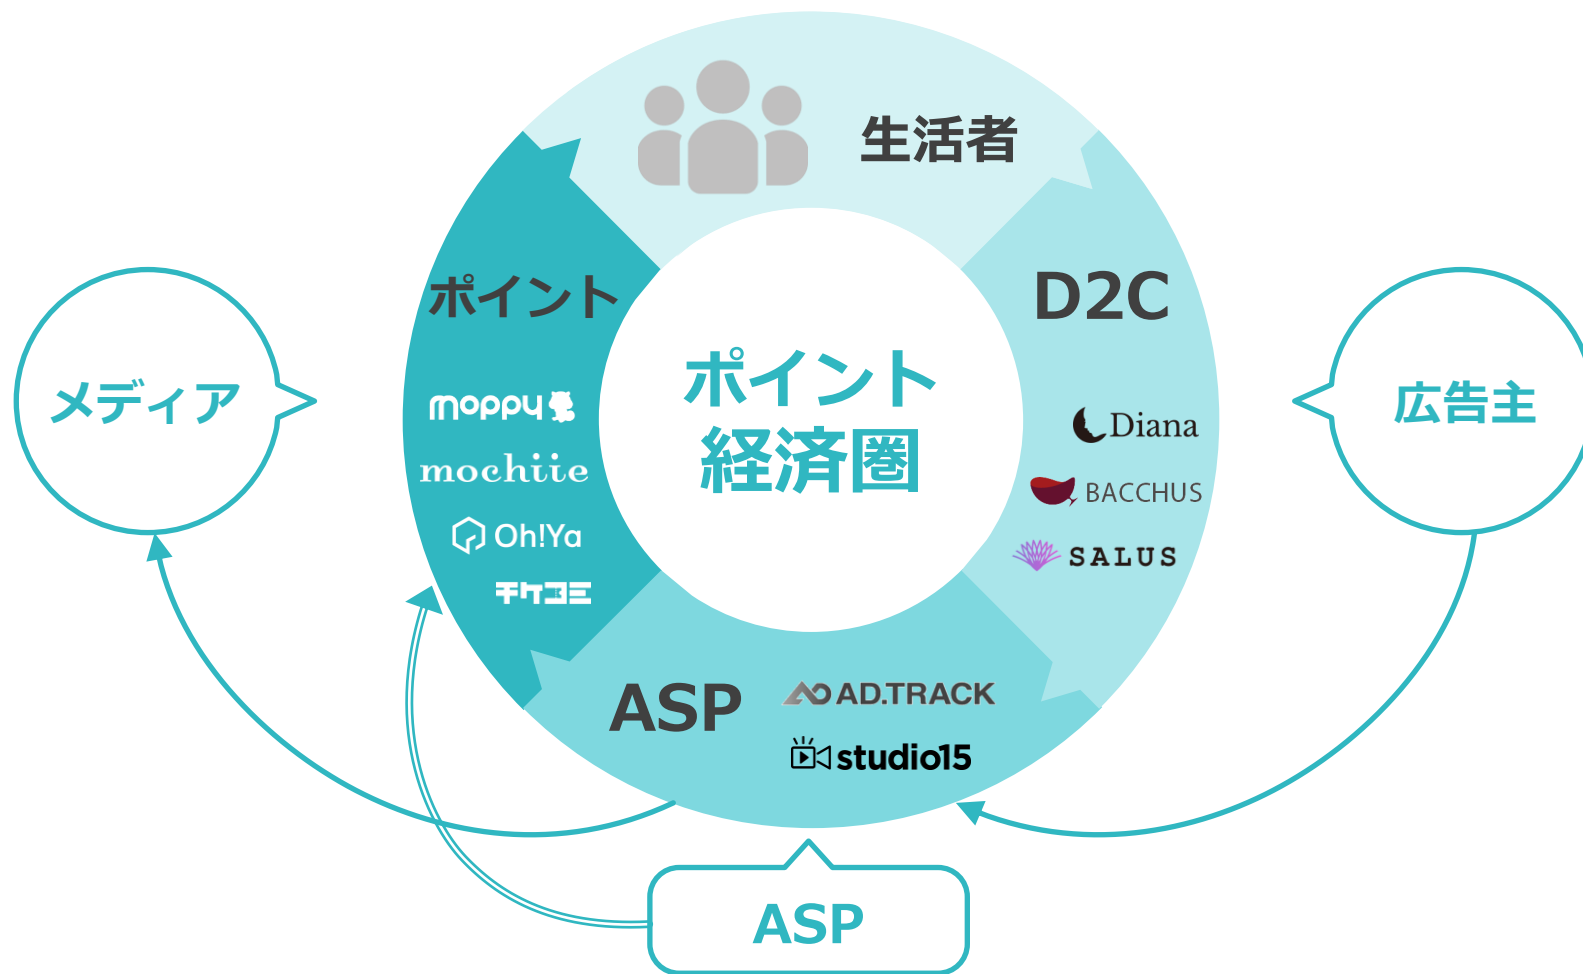 生活者
ポイント
D2C
メディア
moppy
mochiie
Oh!Ya
チケコミ
ポイント
経済圏
Diana
BACCHUS
SALUS
広告主
ASP
AD.TRACK
studio15
ASP